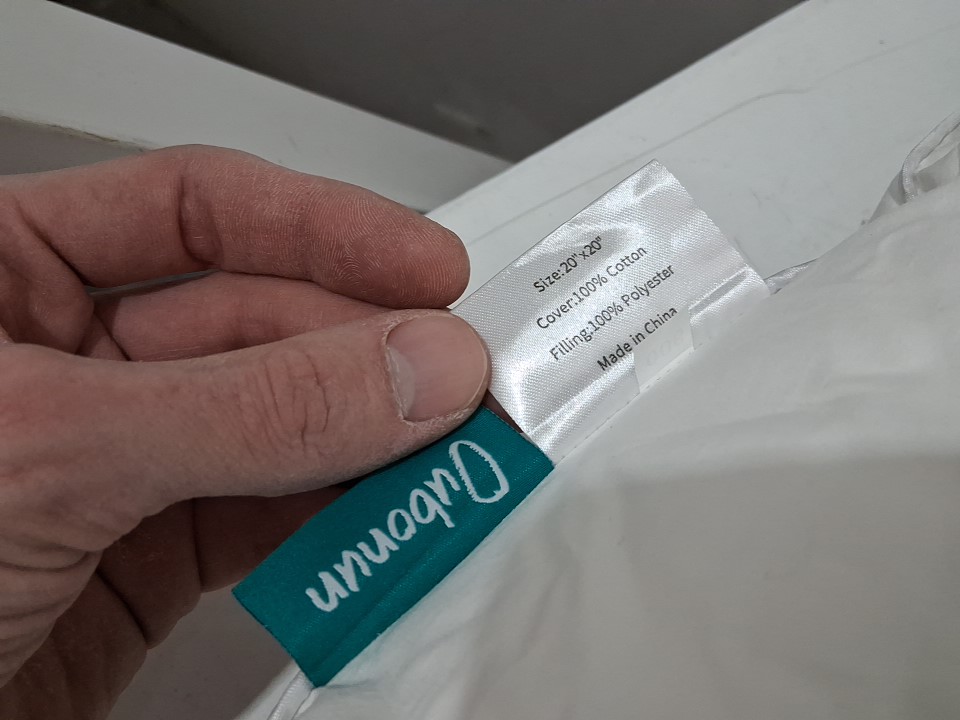 Size:20"x20"
Cover:100% Cotton
Filling:100% Polyester
Made in China
Oubonun